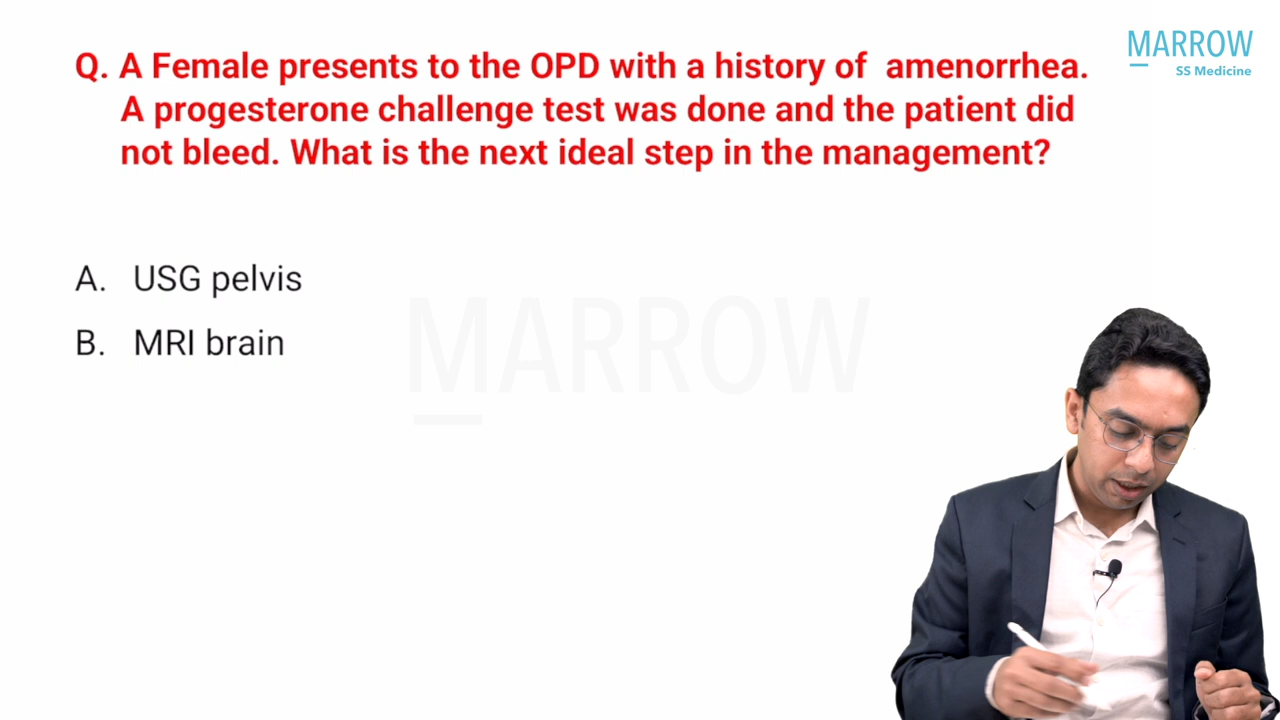 MARROW
SS Medicine
Q. A Female presents to the OPD with a history of amenorrhea.
A progesterone challenge test was done and the patient did
not bleed. What is the next ideal step in the management?
A. USG pelvis
B. MRI brain
MARROW